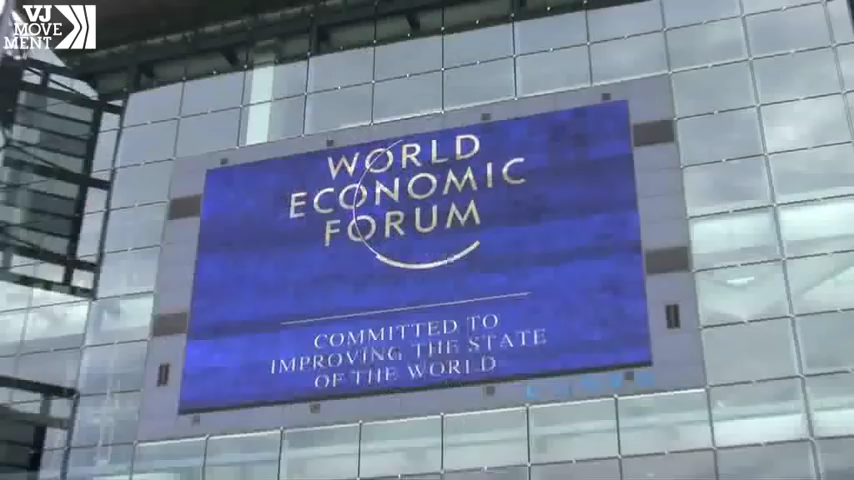 VJ
MOVE
MENT
WORLD
ECONOMIC
FORUM
COMMITTED TO
IMPROVING THE STATE
OF THE WORLD